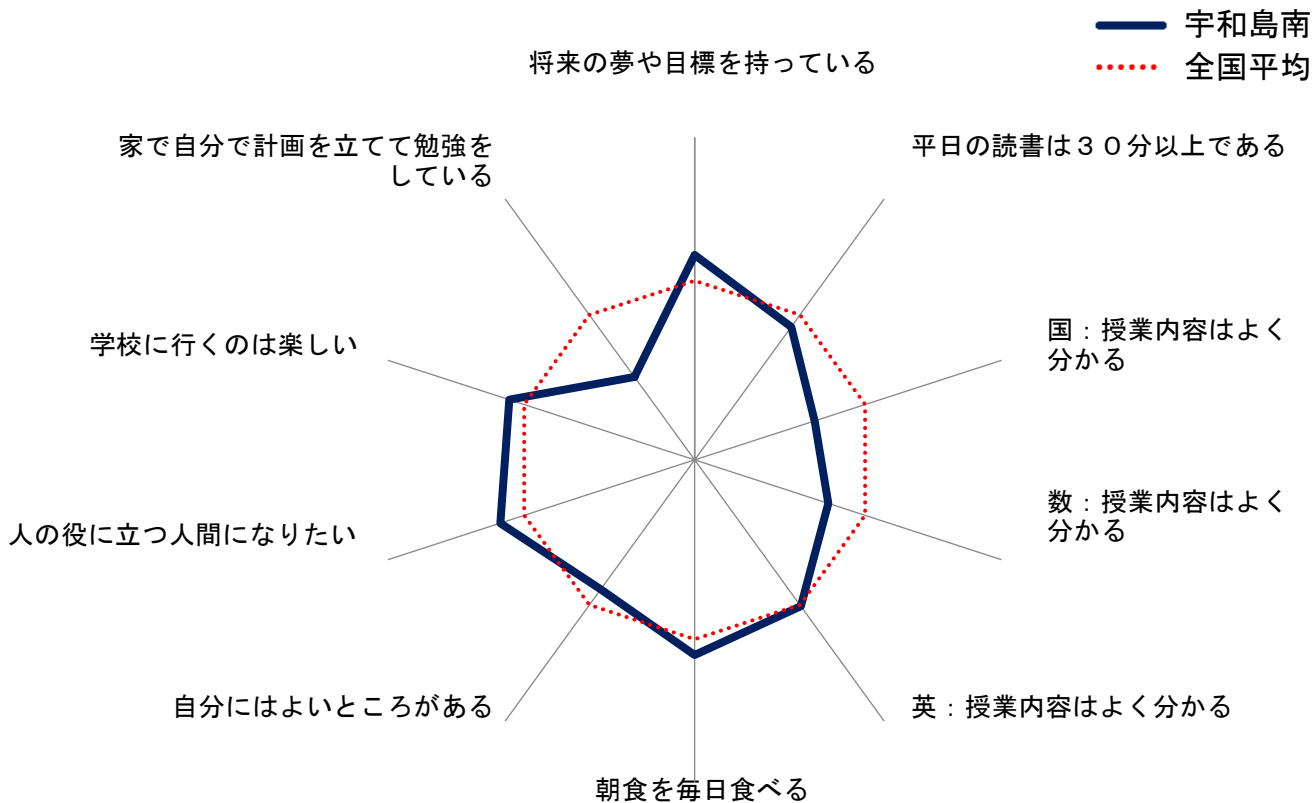 宇和島南
全国平均
将来の夢や目標を持っている
平日の読書は３０分以上である
国：授業内容はよく
分かる
数：授業内容はよく
分かる
英：授業内容はよく分かる
朝食を毎日食べる
自分にはよいところがある
人の役に立つ人間になりたい
学校に行くのは楽しい
家で自分で計画を立てて勉強を
している